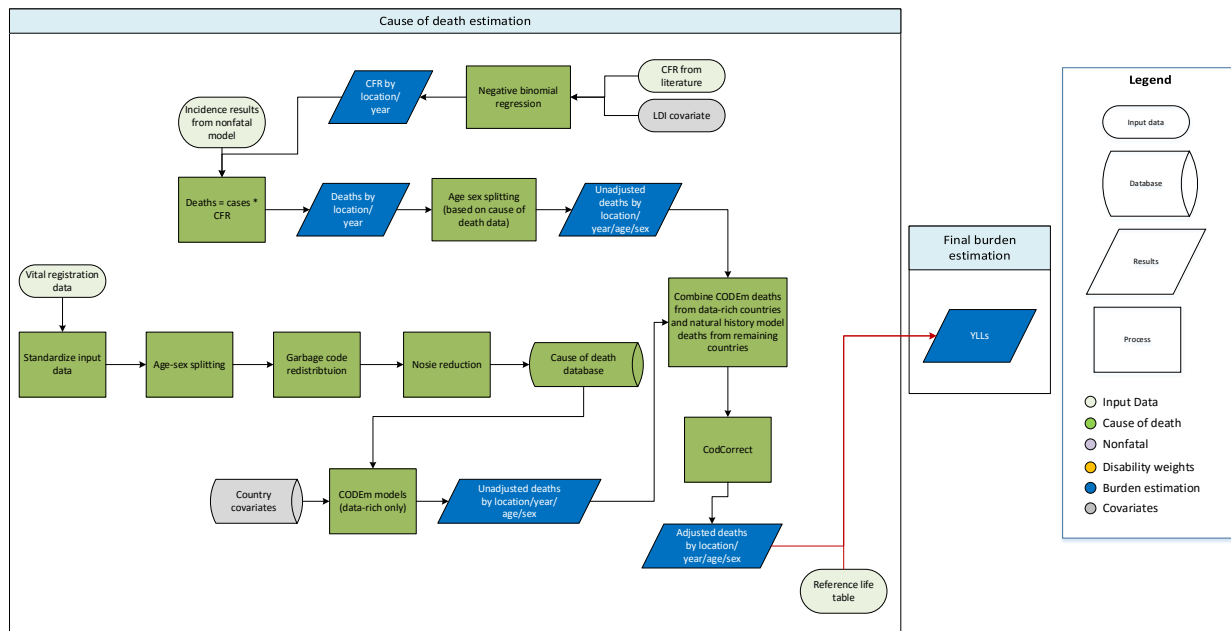 Cause of death estimation
CFR by
location/
year
Negative binomial
regression
CFR from
literature
LDI covariate
Incidence results
from nonfatal
model
Deaths = cases *
CFR
Deaths by
location/
year
Age sex splitting
(based on cause of
death data)
Unadjusted
deaths by
location/
year/age/sex
Vital registration
data
Standardize input
data
Age-sex splitting
Garbage code
redistribtuion
Nosie reduction
Cause of death
database
Combine CODEm deaths
from data-rich countries
and natural history model
deaths from remaining
countries
Country
covariates
CODEm models
(data-rich only)
Unadjusted deaths
by location/year/
age/sex
CodCorrect
Adjusted deaths
by location/
year/age/sex
Reference life
table
Final burden
estimation
YLLs
Legend
Input data
Database
Results
Process
Input Data
Cause of death
Nonfatal
Disability weights
Burden estimation
Covariates